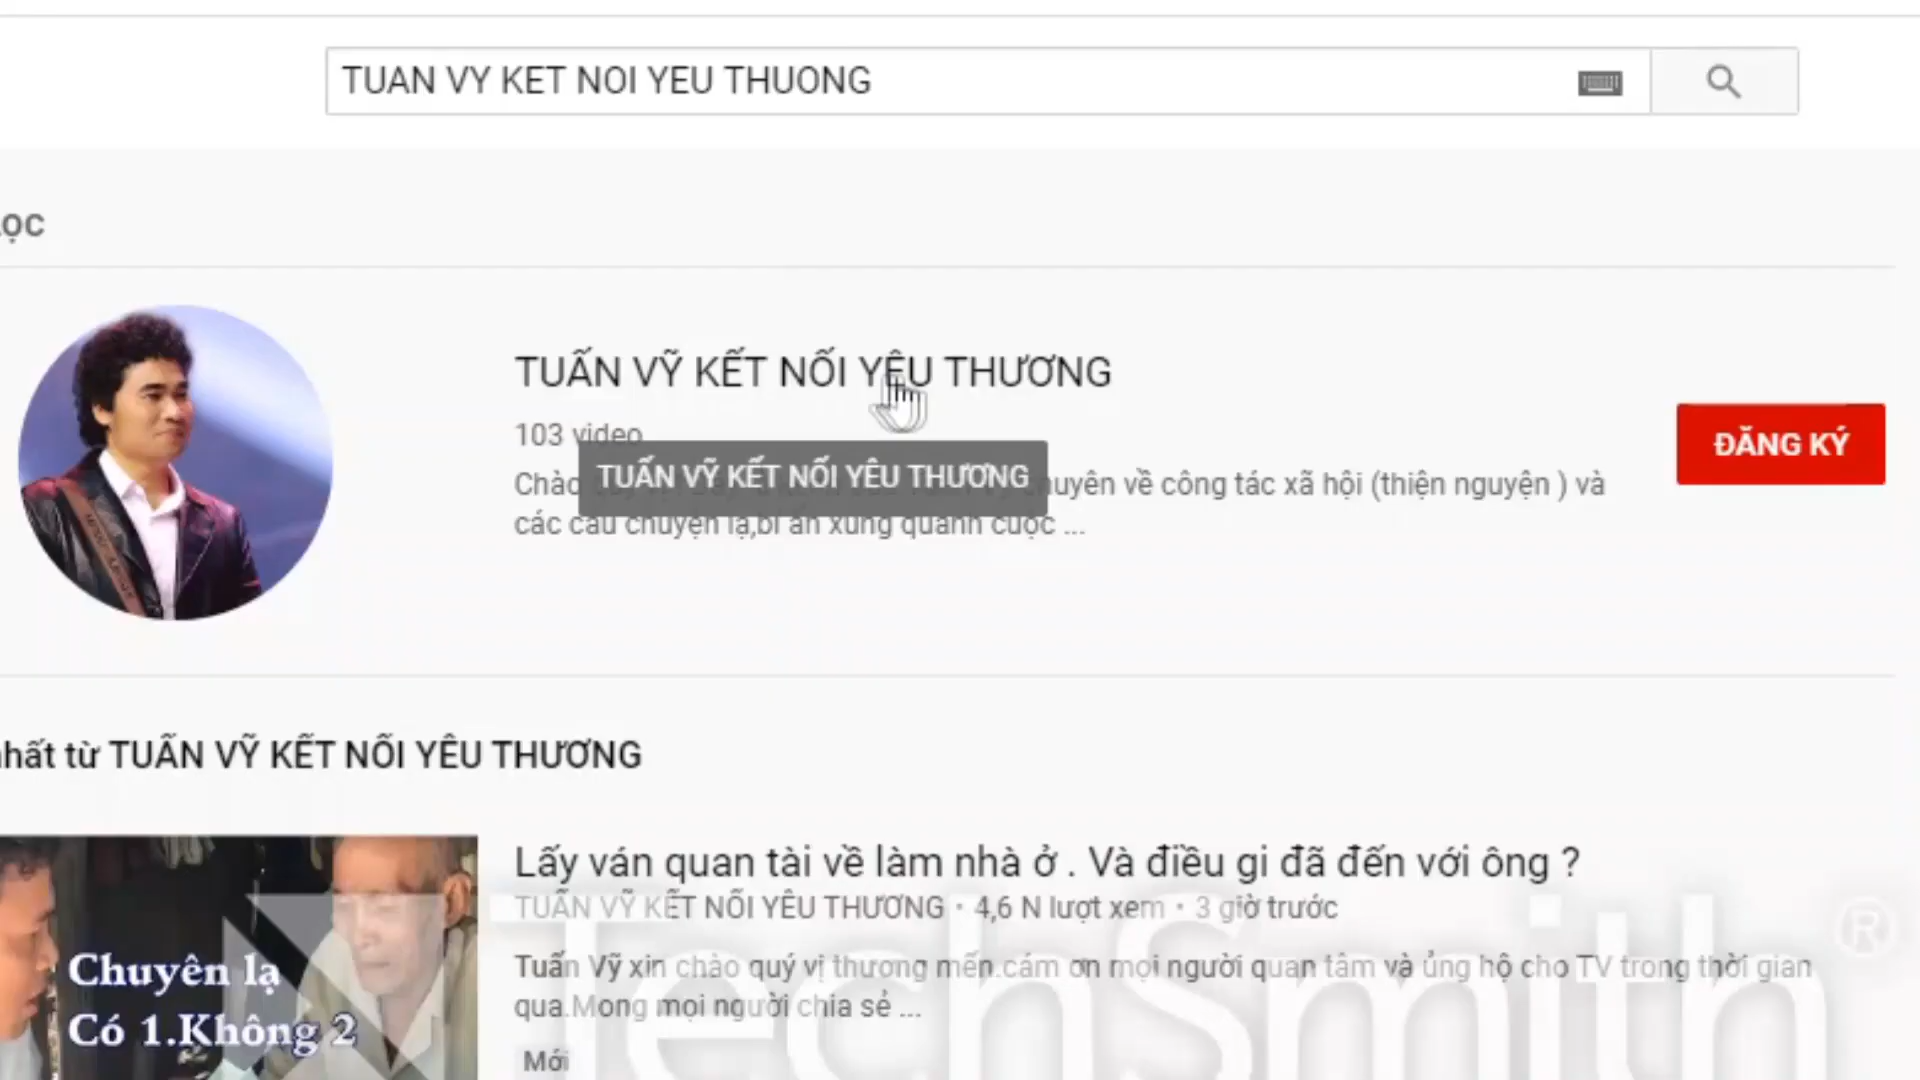 TUAN VY KET NOI YEU THUONG
TUẤN VỸ KẾT NỐI YÊU THƯƠNG
ĐĂNG KÝ
103 video
TUẤN VỸ KẾT NỐI YÊU THƯƠNG
Chào huyên về công tác xã hội (thiện nguyện ) và
các câu chuyện lạ,bí ẩn xung quanh cuộc ...
nhất từ TUẤN VỸ KẾT NỐI YÊU THƯƠNG
Lấy ván quan tài về làm nhà ở . Và điều gi đã đến với ông ?
TUẤN VỸ KẾT NỐI YÊU THƯƠNG • 4,6 N lượt xem • 3 giờ trước
Tuấn Vỹ xin chào quý vị thương mến.cám ơn mọi người quan tâm và ủng hộ cho TV trong thời gian
qua.Mong mọi người chia sẻ ...
Mới
Chuyện lạ
Có 1.Không 2
TechSmith®